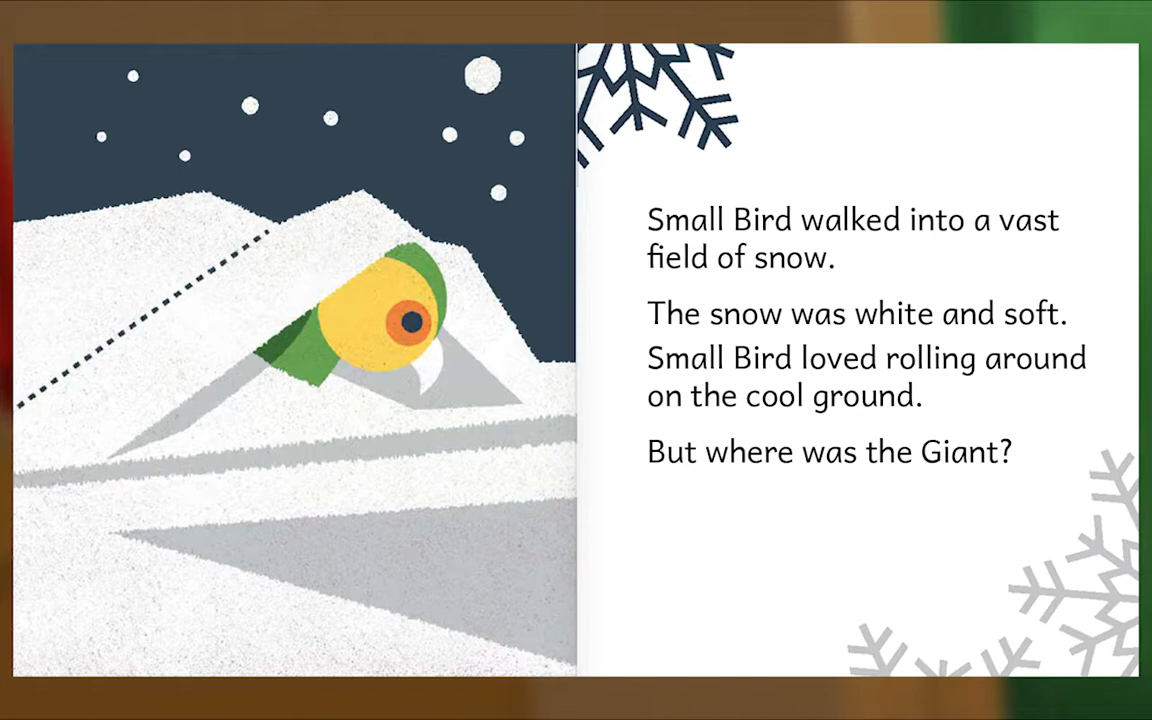 Small Bird walked into a vast
field of snow.
The snow was white and soft.
Small Bird loved rolling around
on the cool ground.
But where was the Giant?